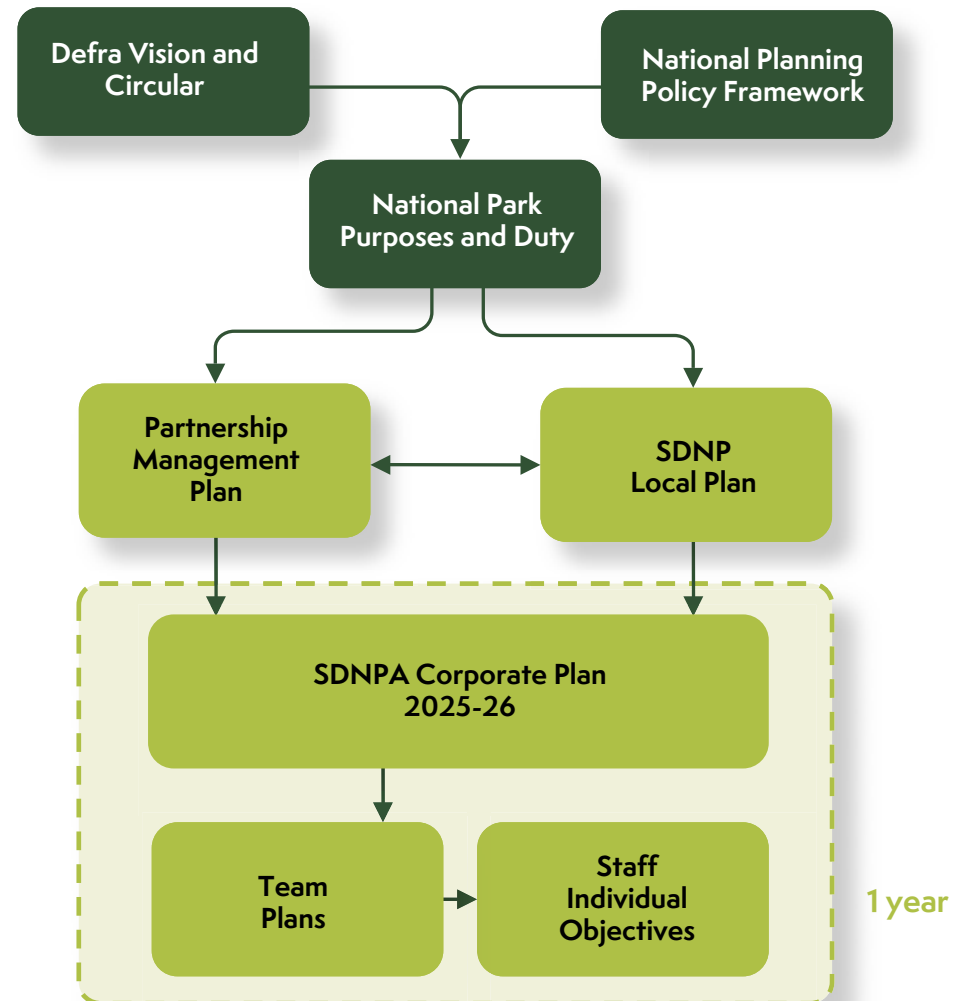 Defra Vision and
Circular
National Planning
Policy Framework
National Park
Purposes and Duty
Partnership
Management
Plan
SDNP
Local Plan
SDNPA Corporate Plan
2025-26
Team
Plans
Staff
Individual
Objectives
1 year